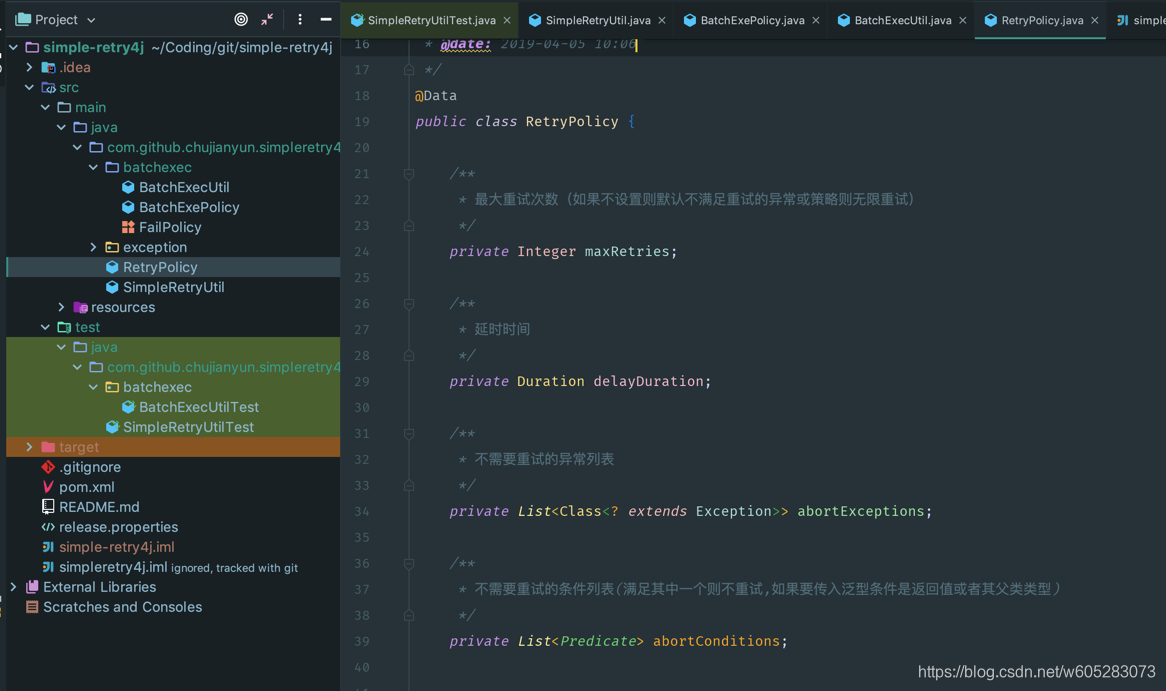 Project
SimpleRetryUtilTest.java
SimpleRetryUtil.java
BatchExePolicy.java
BatchExecUtil.java
RetryPolicy.java
simple
simple-retry4j ~/Coding/git/simple-retry4j
.idea
src
main
java
com.github.chujianyun.simpleretry4
batchexec
BatchExecUtil
BatchExePolicy
FailPolicy
exception
RetryPolicy
SimpleRetryUtil
resources
test
java
com.github.chujianyun.simpleretry4
batchexec
BatchExecUtilTest
SimpleRetryUtilTest
target
.gitignore
pom.xml
README.md
release.properties
simple-retry4j.iml
simpleretry4j.iml ignored, tracked with git
External Libraries
Scratches and Consoles
16 * @date: 2019-04-05 10:06
17 */
18 @Data
19 public class RetryPolicy {
20
21 /**
22 * 最大重试次数（如果不设置则默认不满足重试的异常或策略则无限重试）
23 */
24 private Integer maxRetries;
25
26 /**
27 * 延时时间
28 */
29 private Duration delayDuration;
30
31 /**
32 * 不需要重试的异常列表
33 */
34 private List<Class<? extends Exception>> abortExceptions;
35
36 /**
37 * 不需要重试的条件列表(满足其中一个则不重试,如果要传入泛型条件是返回值或者其父类类型)
38 */
39 private List<Predicate> abortConditions;
40
https://blog.csdn.net/w605283073